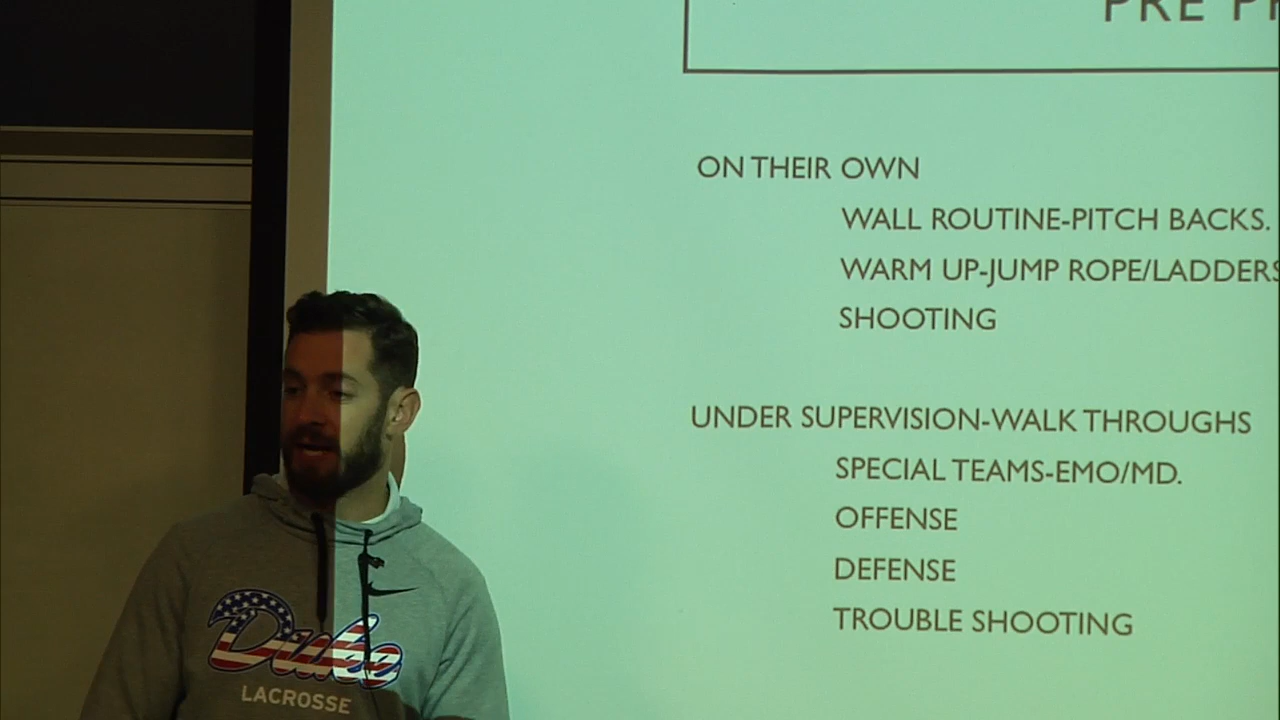 PRE
ON THEIR OWN
WALL ROUTINE-PITCH BACKS.
WARM UP-JUMP ROPE/LADDERS
SHOOTING
UNDER SUPERVISION-WALK THROUGHS
SPECIAL TEAMS-EMO/MD.
OFFENSE
DEFENSE
TROUBLE SHOOTING
Duke
LACROSSE